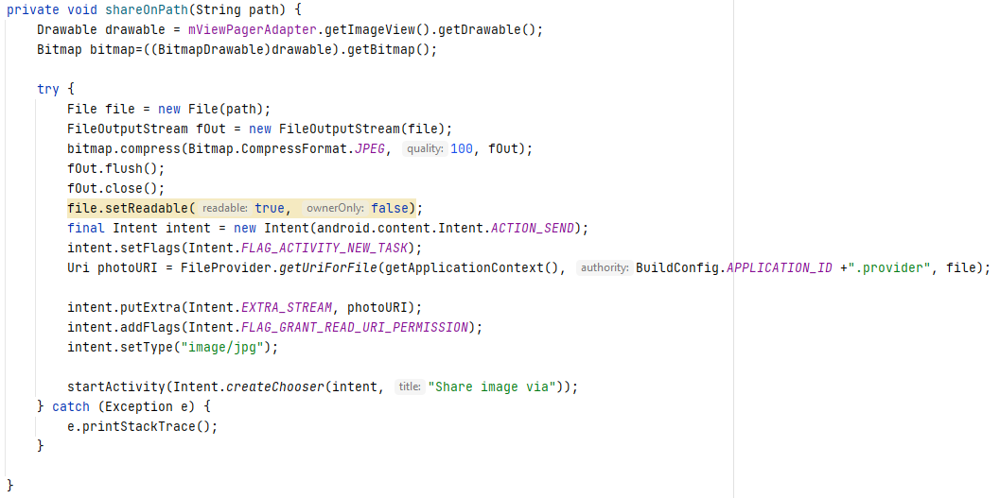 private void shareOnPath(String path) {
    Drawable drawable = mViewPagerAdapter.getImageView().getDrawable();
    Bitmap bitmap=((BitmapDrawable)drawable).getBitmap();

    try {
        File file = new File(path);
        FileOutputStream fOut = new FileOutputStream(file);
        bitmap.compress(Bitmap.CompressFormat.JPEG, quality: 100, fOut);
        fOut.flush();
        fOut.close();
        file.setReadable( readable: true, ownerOnly: false);
        final Intent intent = new Intent(android.content.Intent.ACTION_SEND);
        intent.setFlags(Intent.FLAG_ACTIVITY_NEW_TASK);
        Uri photoURI = FileProvider.getUriForFile(getApplicationContext(), authority: BuildConfig.APPLICATION_ID +".provider", file);

        intent.putExtra(Intent.EXTRA_STREAM, photoURI);
        intent.addFlags(Intent.FLAG_GRANT_READ_URI_PERMISSION);
        intent.setType("image/jpg");

        startActivity(Intent.createChooser(intent, title: "Share image via"));
    } catch (Exception e) {
        e.printStackTrace();
    }

}